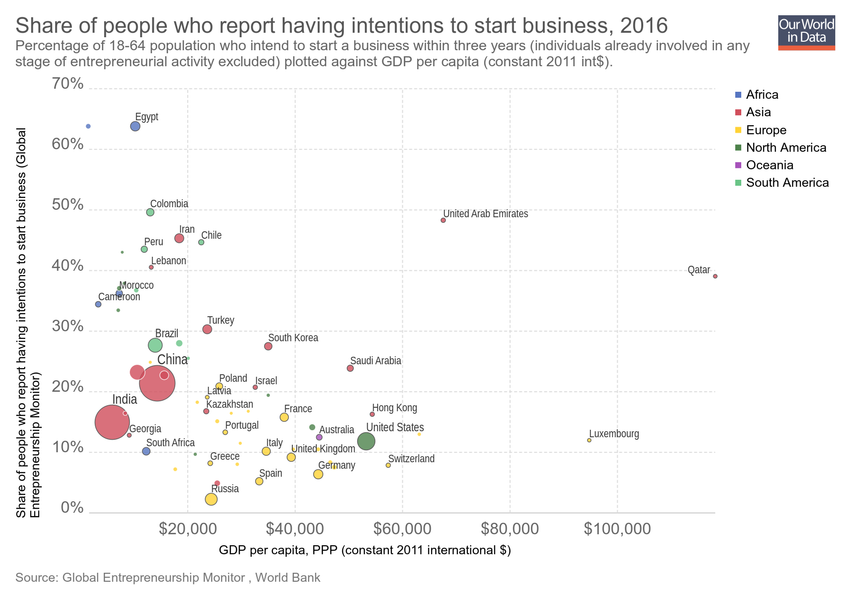 Share of people who report having intentions to start business, 2016
Our World
in Data
Percentage of 18-64 population who intend to start a business within three years (individuals already involved in any
stage of entrepreneurial activity excluded) plotted against GDP per capita (constant 2011 int$).
Share of people who report having intentions to start business (Global
Entrepreneurship Monitor)
70%
60%
50%
40%
30%
20%
10%
0%
Egypt
Colombia
United Arab Emirates
Iran
Chile
Peru
Lebanon
Qatar
Morocco
Cameroon
Turkey
Brazil
South Korea
China
Saudi Arabia
Poland
Israel
Latvia
India
Kazakhstan
France
Hong Kong
Georgia
Portugal
Australia
United States
Luxembourg
South Africa
Italy
United Kingdom
Greece
Germany
Switzerland
Spain
Russia
$20,000
$40,000
$60,000
$80,000
$100,000
GDP per capita, PPP (constant 2011 international $)
Africa
Asia
Europe
North America
Oceania
South America
Source: Global Entrepreneurship Monitor , World Bank